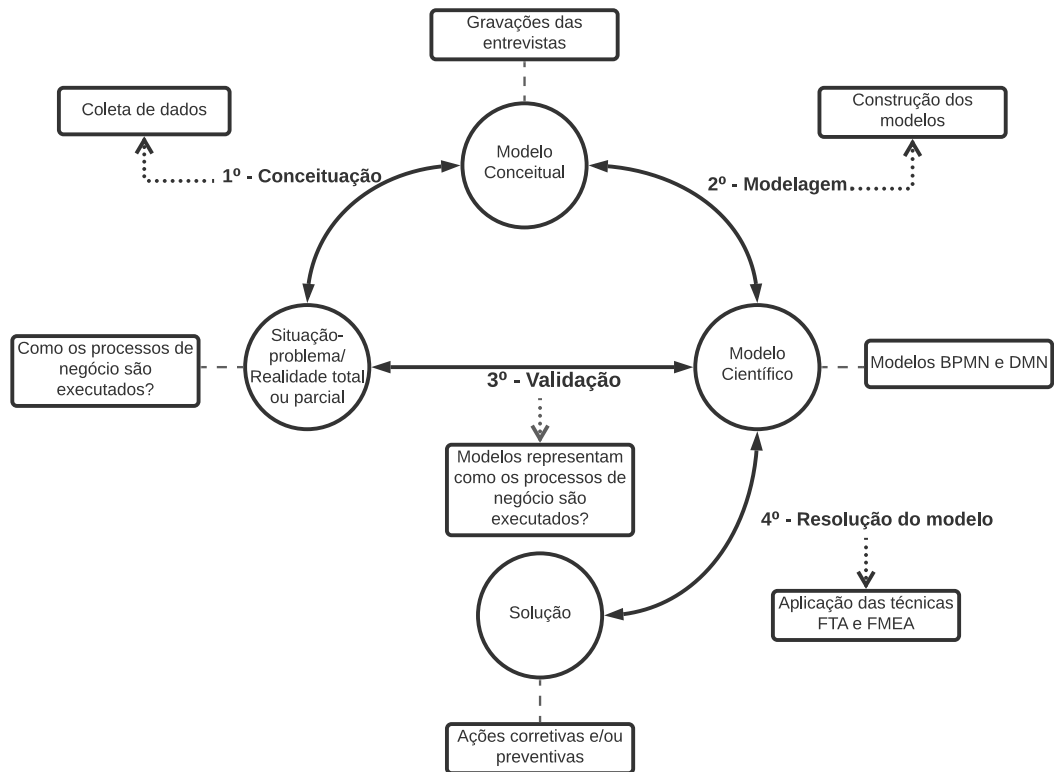 Gravações das
entrevistas
Coleta de dados
Construção dos
modelos
Modelo
Conceitual
1º - Conceituação
2º - Modelagem
Como os processos de
negócio são
executados?
Situação-
problema/
Realidade total
ou parcial
3º - Validação
Modelo
Científico
Modelos BPMN e DMN
Modelos representam
como os processos de
negócio são
executados?
4º - Resolução do modelo
Solução
Aplicação das técnicas
FTA e FMEA
Ações corretivas e/ou
preventivas